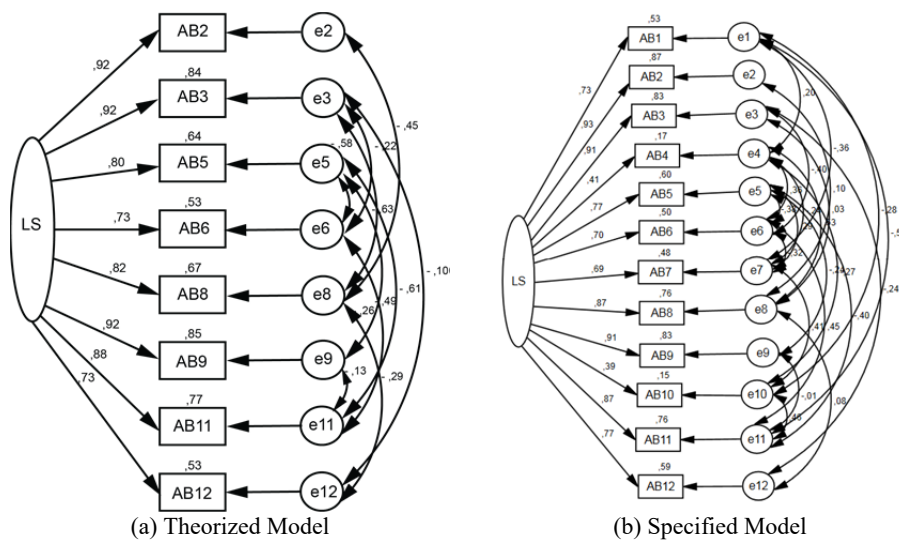 AB2
e2
,92
,84
AB3
e3
,92
-,45
,64
-,58
,22
AB5
e5
,80
,53
LS
,73
AB6
e6
-,63
,67
,82
AB8
e8
-,100
-,61
-,49
,26
,92
,85
AB9
e9
,88
-,13
,73
,77
-,29
AB11
e11
,53
AB12
e12
(a) Theorized Model
,53
AB1
e1
,87
AB2
e2
,20
,73
,83
AB3
e3
,93
-,36
,17
,91
AB4
e4
-,40
,60
,41
AB5
e5
,10
,77
,50
,03
-,28
AB6
e6
,70
,48
,32
LS
,69
AB7
e7
-,24
,27
-,24
,76
,87
AB8
e8
-,40
,83
,41
,45
,91
AB9
e9
,39
,15
AB10
e10
-,01
,08
,87
,76
AB11
e11
,77
,59
AB12
e12
(b) Specified Model